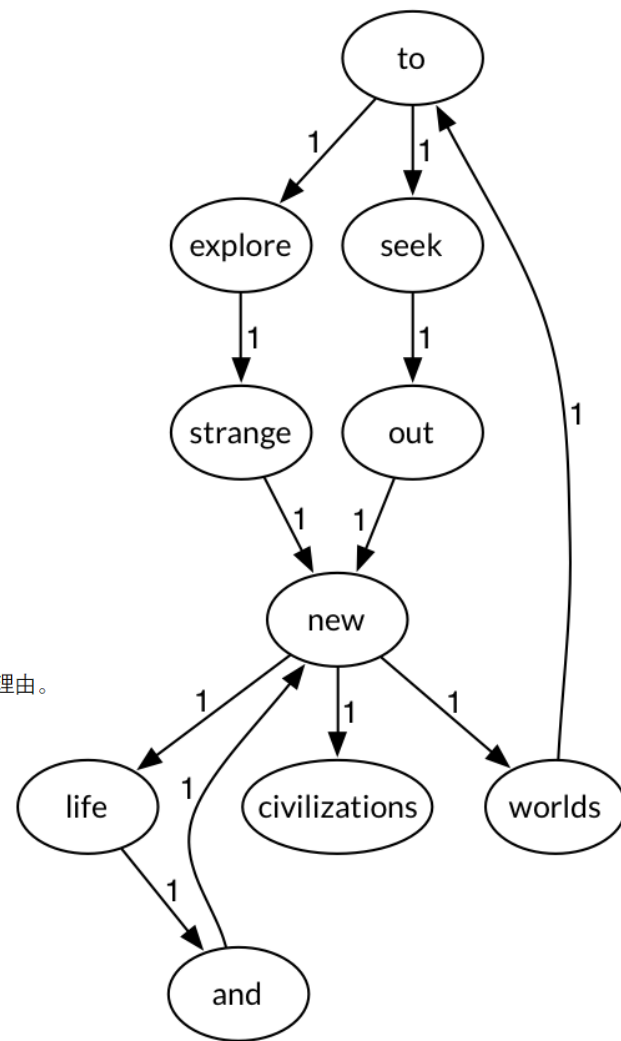 to
1
1
explore
seek
1
1
strange
out
1
1
1
new
理由。
1
1
1
life
civilizations
worlds
1
1
and